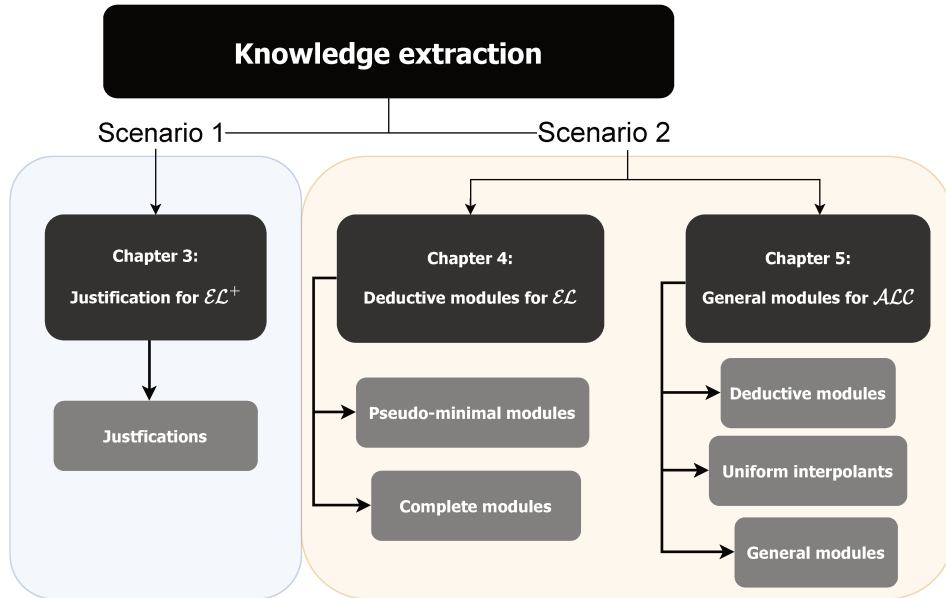 Knowledge extraction
Scenario 1
Scenario 2
Chapter 3:
Justification for ℰℒ⁺
Justfications
Chapter 4:
Deductive modules for ℰℒ
Pseudo-minimal modules
Complete modules
Chapter 5:
General modules for 𝒜ℒ𝒞
Deductive modules
Uniform interpolants
General modules